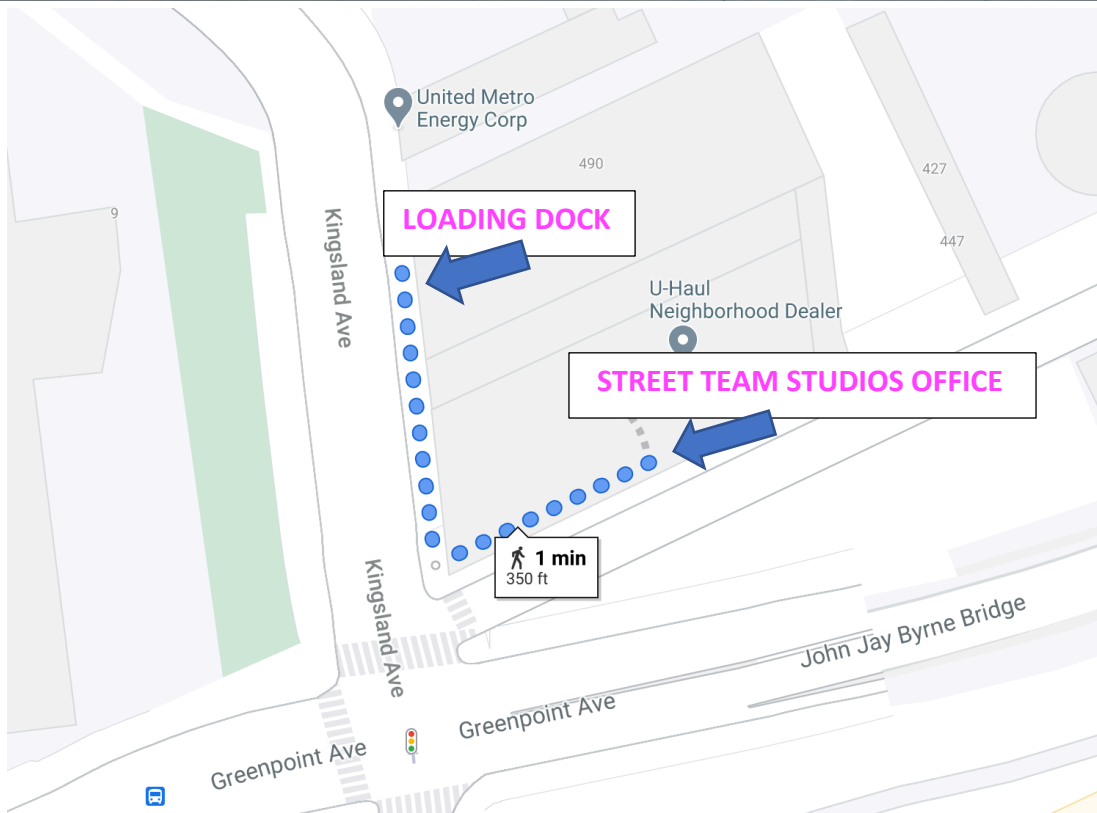 United Metro
Energy Corp
490
427
9
LOADING DOCK
Kingsland Ave
447
U-Haul
Neighborhood Dealer
STREET TEAM STUDIOS OFFICE
1 min
350 ft
Kingsland Ave
John Jay Byrne Bridge
Greenpoint Ave
Greenpoint Ave